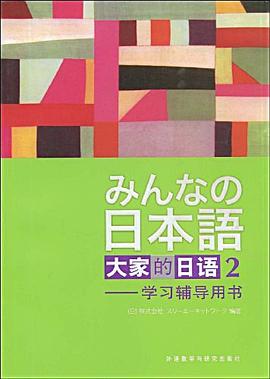 みんなの
日本語
大家的日语2
——学习辅导用书
(日)株式会社 スリーエーネットワーク 编著
外语教学与研究出版社